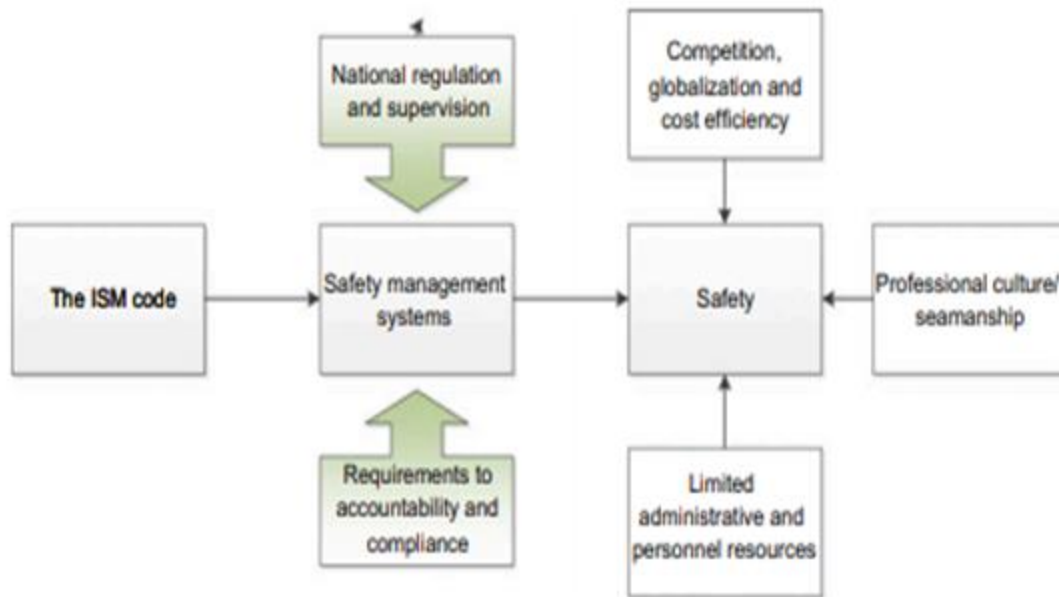 National regulation
and supervision
Competition,
globalization and
cost efficiency
The ISM code
Safety management
systems
Safety
Professional culture/
seamanship
Requirements to
accountability and
compliance
Limited
administrative and
personnel resources